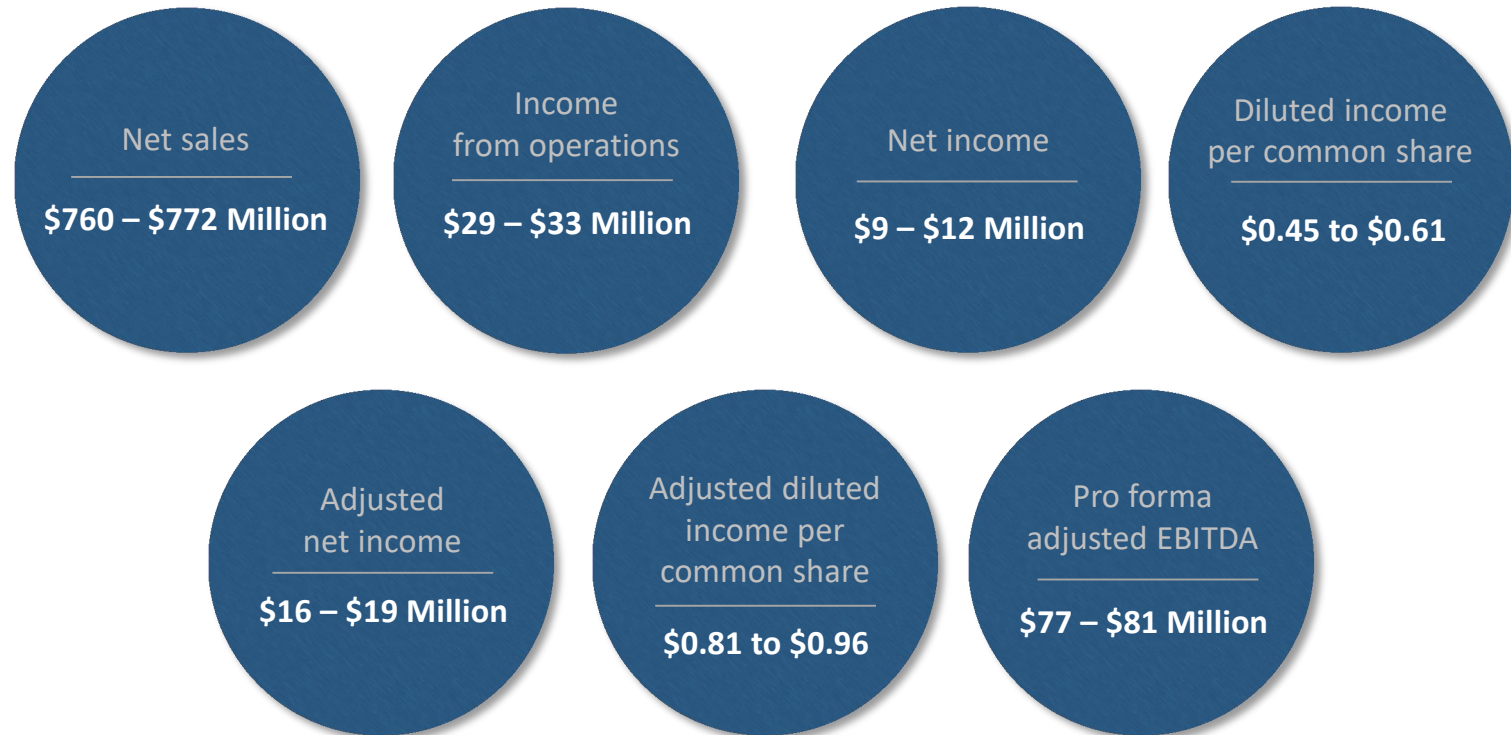 Net sales
$760 – $772 Million
Income
from operations
$29 – $33 Million
Net income
$9 – $12 Million
Diluted income
per common share
$0.45 to $0.61
Adjusted
net income
$16 – $19 Million
Adjusted diluted
income per
common share
$0.81 to $0.96
Pro forma
adjusted EBITDA
$77 – $81 Million